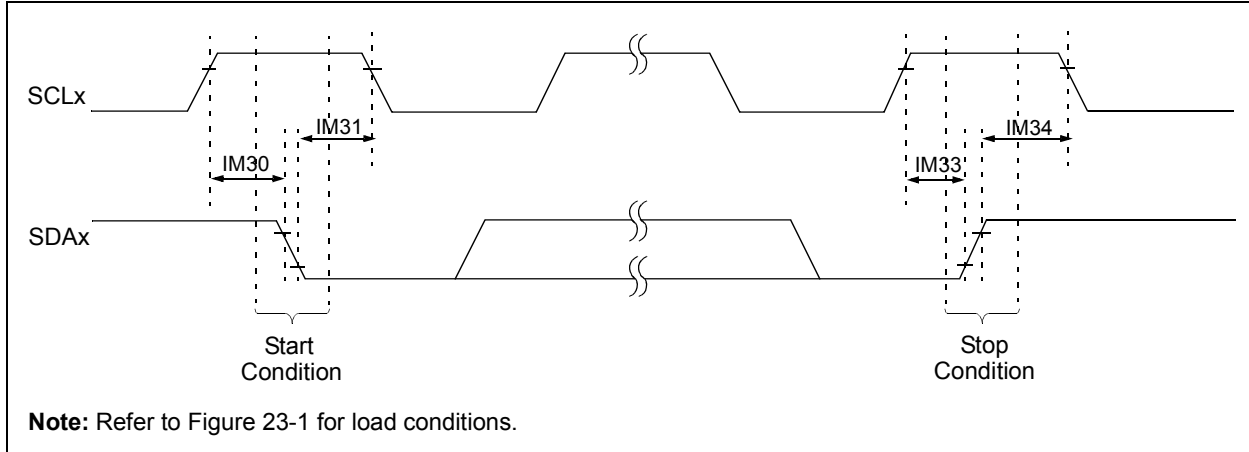 SCLx
IM31
IM34
IM30
IM33
SDAx
Start
Condition
Stop
Condition
Note: Refer to Figure 23-1 for load conditions.